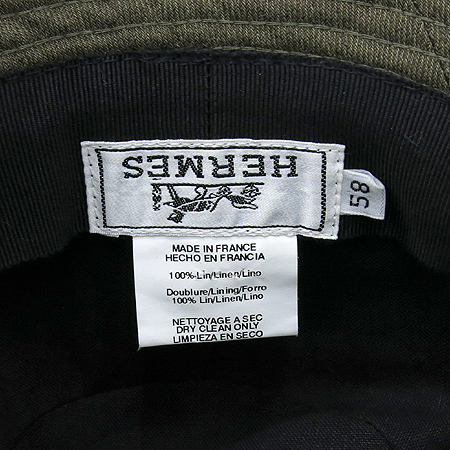 HERMES
58
MADE IN FRANCE
HECHO EN FRANCIA
100%-Lin/Linen/Lino
Doublure/Lining/Forro
100% Lin/Linen/Lino
NETTOYAGE A SEC
DRY CLEAN ONLY
LIMPIEZA EN SECO